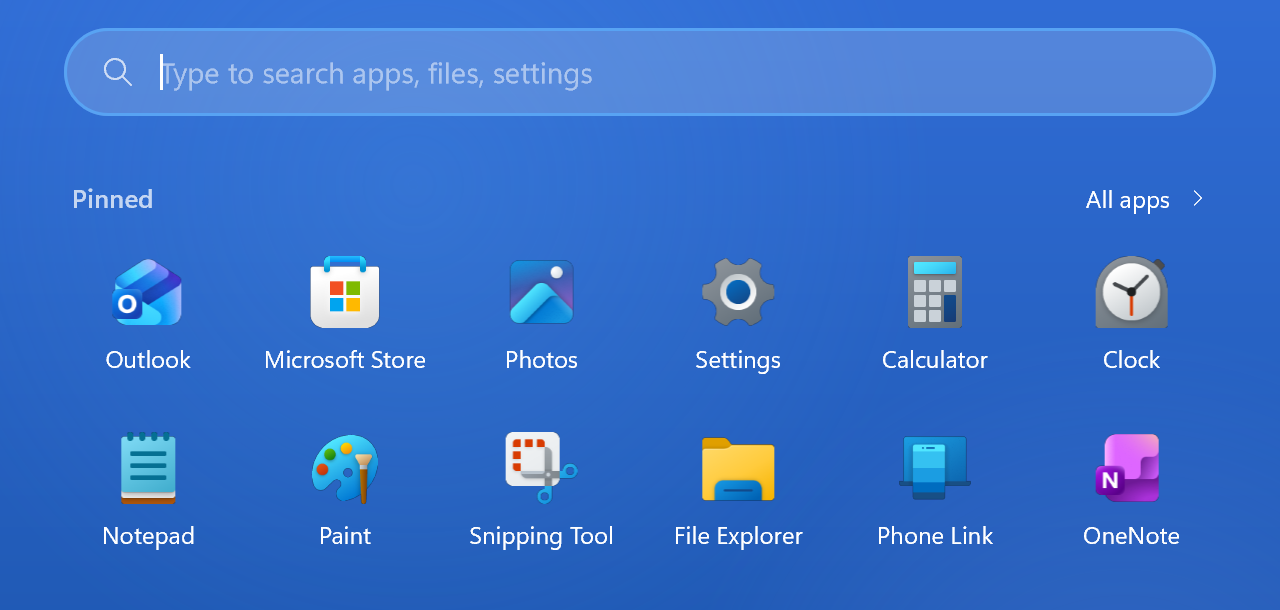 Type to search apps, files, settings
Pinned
All apps
O
Outlook
Microsoft Store
Photos
Settings
Calculator
Clock
Notepad
Paint
Snipping Tool
File Explorer
Phone Link
N
OneNote